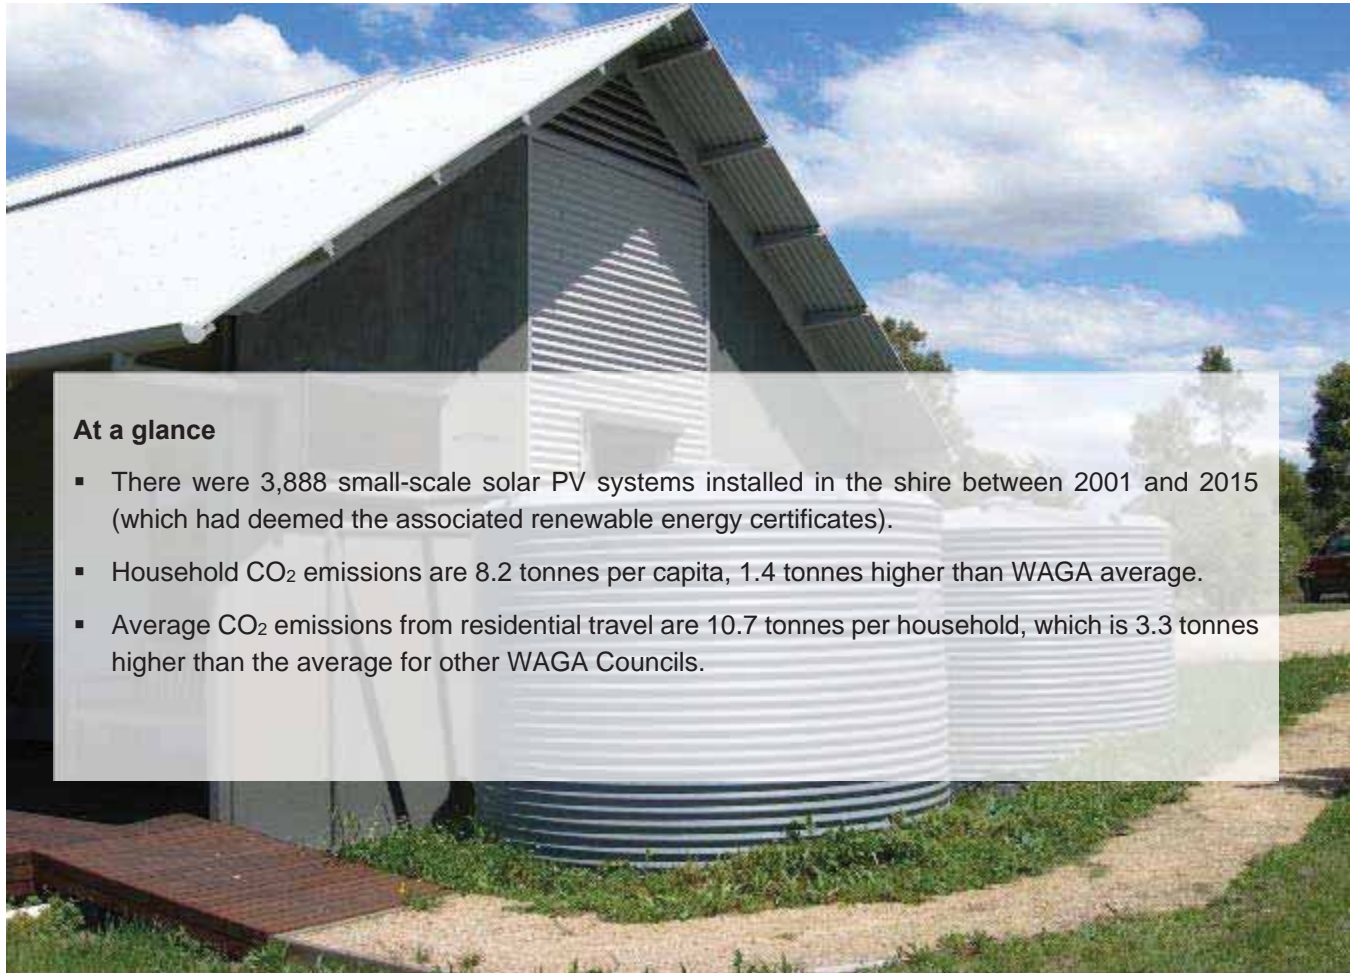 At a glance
▪ There were 3,888 small-scale solar PV systems installed in the shire between 2001 and 2015
(which had deemed the associated renewable energy certificates).
▪ Household CO₂ emissions are 8.2 tonnes per capita, 1.4 tonnes higher than WAGA average.
▪ Average CO₂ emissions from residential travel are 10.7 tonnes per household, which is 3.3 tonnes
higher than the average for other WAGA Councils.